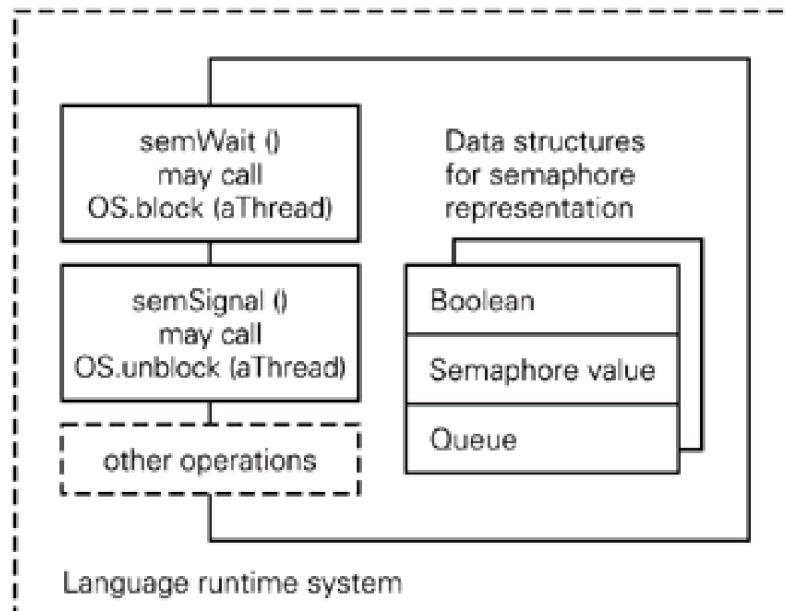 semWait ()
may call
OS.block (aThread)
semSignal ()
may call
OS.unblock (aThread)
other operations
Data structures
for semaphore
representation
Boolean
Semaphore value
Queue
Language runtime system